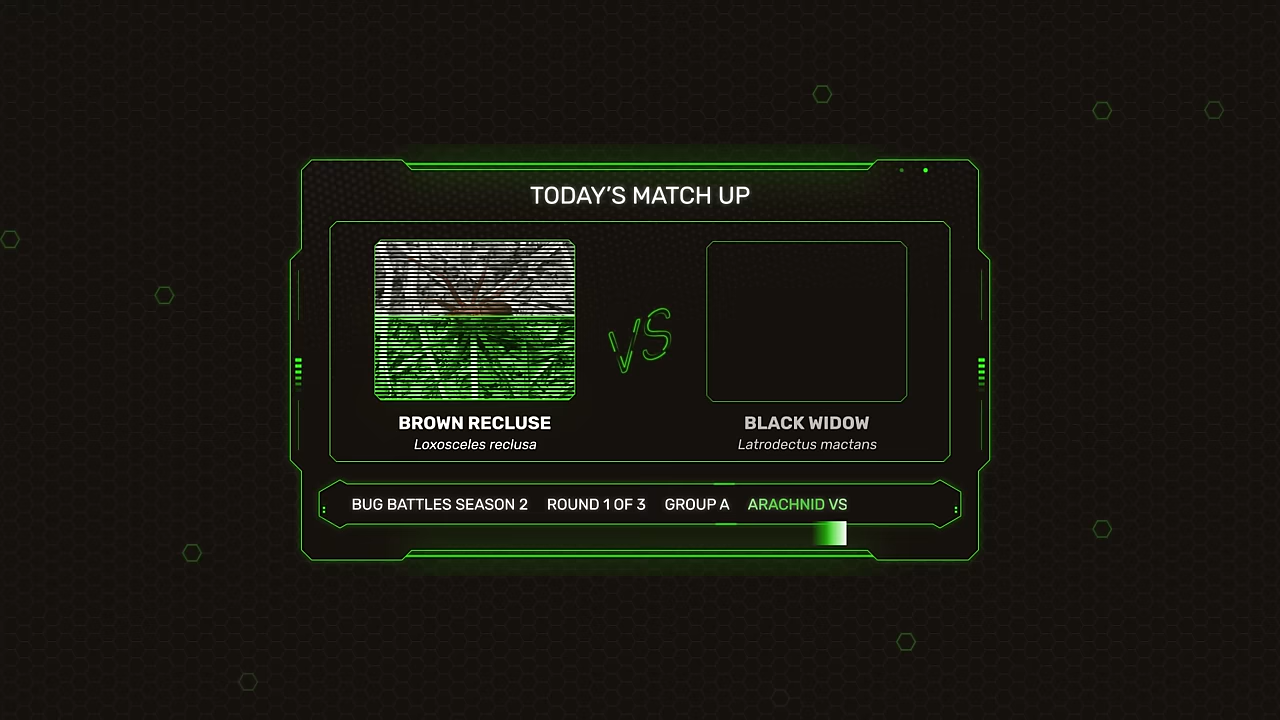 TODAY’S MATCH UP
VS
BROWN RECLUSE
Loxosceles reclusa
BLACK WIDOW
Latrodectus mactans
BUG BATTLES SEASON 2 ROUND 1 OF 3 GROUP A ARACHNID VS